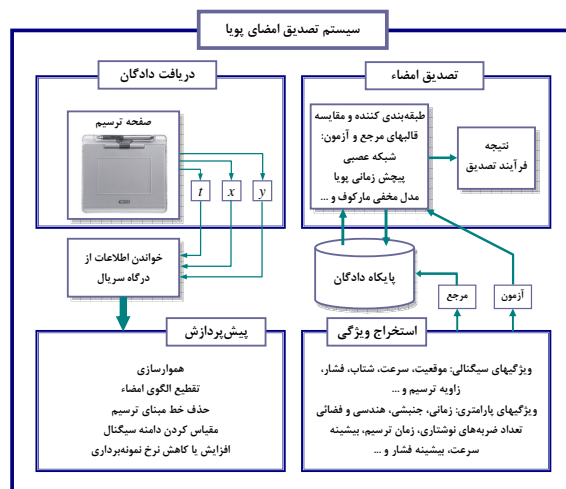 سیستم تصدیق امضای پویا
دریافت دادگان
صفحه ترسیم
t
x
y
خواندن اطلاعات از
درگاه سریال
پیش‌پردازش
هموارسازی
تقطیع الگوی امضاء
حذف خط مبنای ترسیم
مقیاس کردن دامنه سیگنال
افزایش یا کاهش نرخ نمونه‌برداری
استخراج ویژگی
ویژگیهای سیگنالی: موقعیت، سرعت، شتاب، فشار،
زاویه ترسیم و ...
ویژگیهای پارامتری: زمانی، جنبشی، هندسی و فضائی
تعداد ضربه‌های نوشتاری، زمان ترسیم، بیشینه
سرعت، بیشینه فشار و ...
مرجع
آزمون
پایگاه دادگان
تصدیق امضاء
طبقه‌بندی کننده و مقایسه
قالبهای مرجع و آزمون:
شبکه عصبی
پیچش زمانی پویا
مدل مخفی مارکوف و ...
نتیجه
فرآیند تصدیق